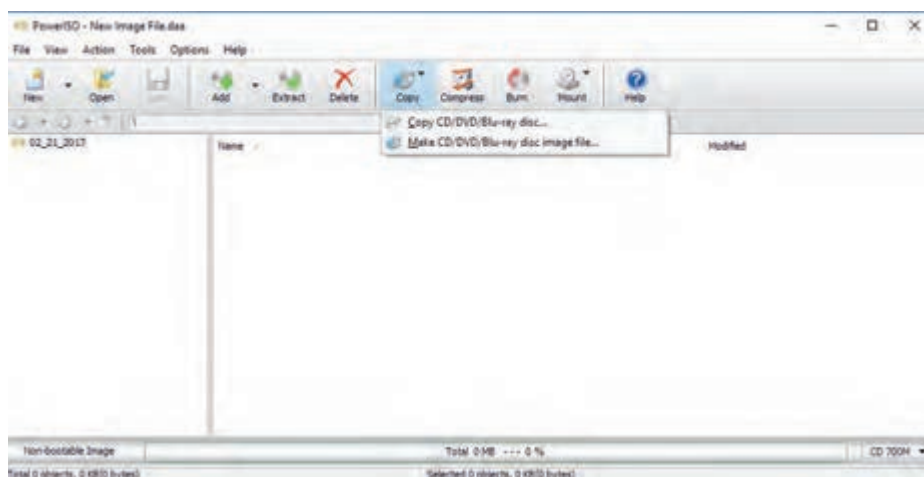 PowerISO - New Image File.daa
File View Action Tools Options Help
New Open Save Add Extract Delete Copy Compress Burn Mount Help
\
Copy CD/DVD/Blu-ray disc...
Make CD/DVD/Blu-ray disc image file...
02_21_2017
Name Modified
Non-bootable Image Total 0 MB --- 0 % CD 700M
Total 0 objects, 0 KB(0 bytes) Selected 0 objects, 0 KB(0 bytes)